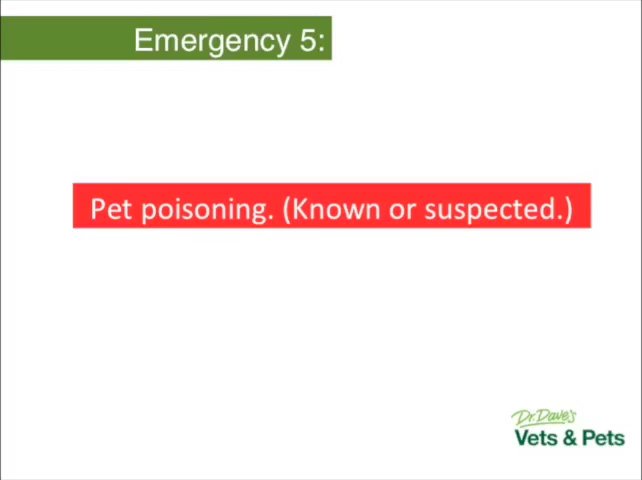 Emergency 5:
Pet poisoning. (Known or suspected.)
Dr. Dave's
Vets & Pets